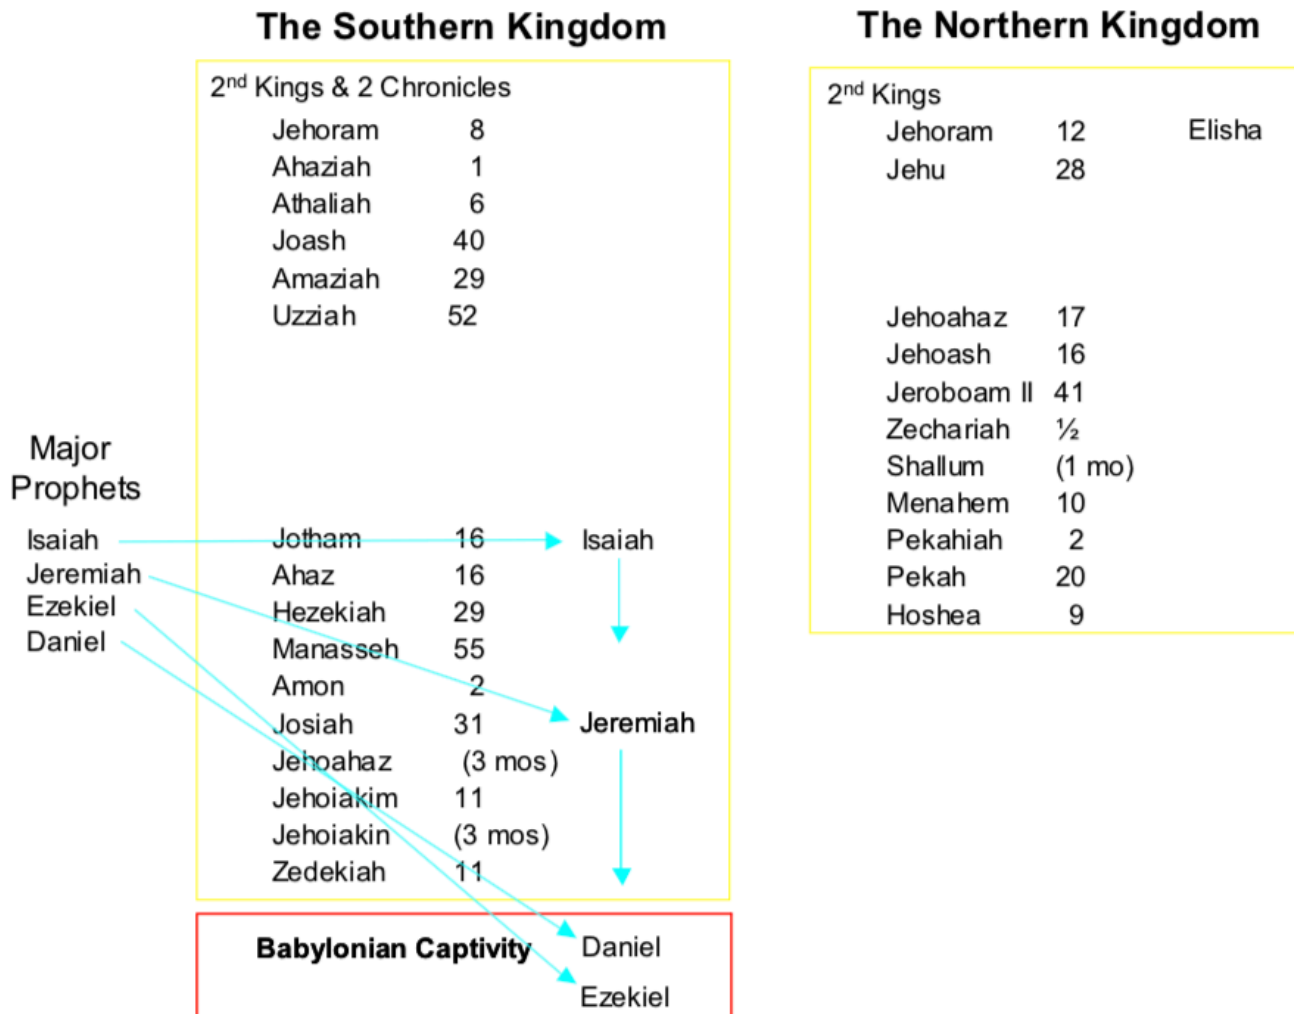 The Southern Kingdom
2nd Kings & 2 Chronicles
Jehoram 8
Ahaziah 1
Athaliah 6
Joash 40
Amaziah 29
Uzziah 52
Jotham 16 Isaiah
Ahaz 16
Hezekiah 29
Manasseh 55
Amon 2
Josiah 31 Jeremiah
Jehoahaz (3 mos)
Jehoiakim 11
Jehoiakin (3 mos)
Zedekiah 11
Babylonian Captivity Daniel
Ezekiel
Major
Prophets
Isaiah
Jeremiah
Ezekiel
Daniel
The Northern Kingdom
2nd Kings
Jehoram 12 Elisha
Jehu 28
Jehoahaz 17
Jehoash 16
Jeroboam II 41
Zechariah ½
Shallum (1 mo)
Menahem 10
Pekahiah 2
Pekah 20
Hoshea 9